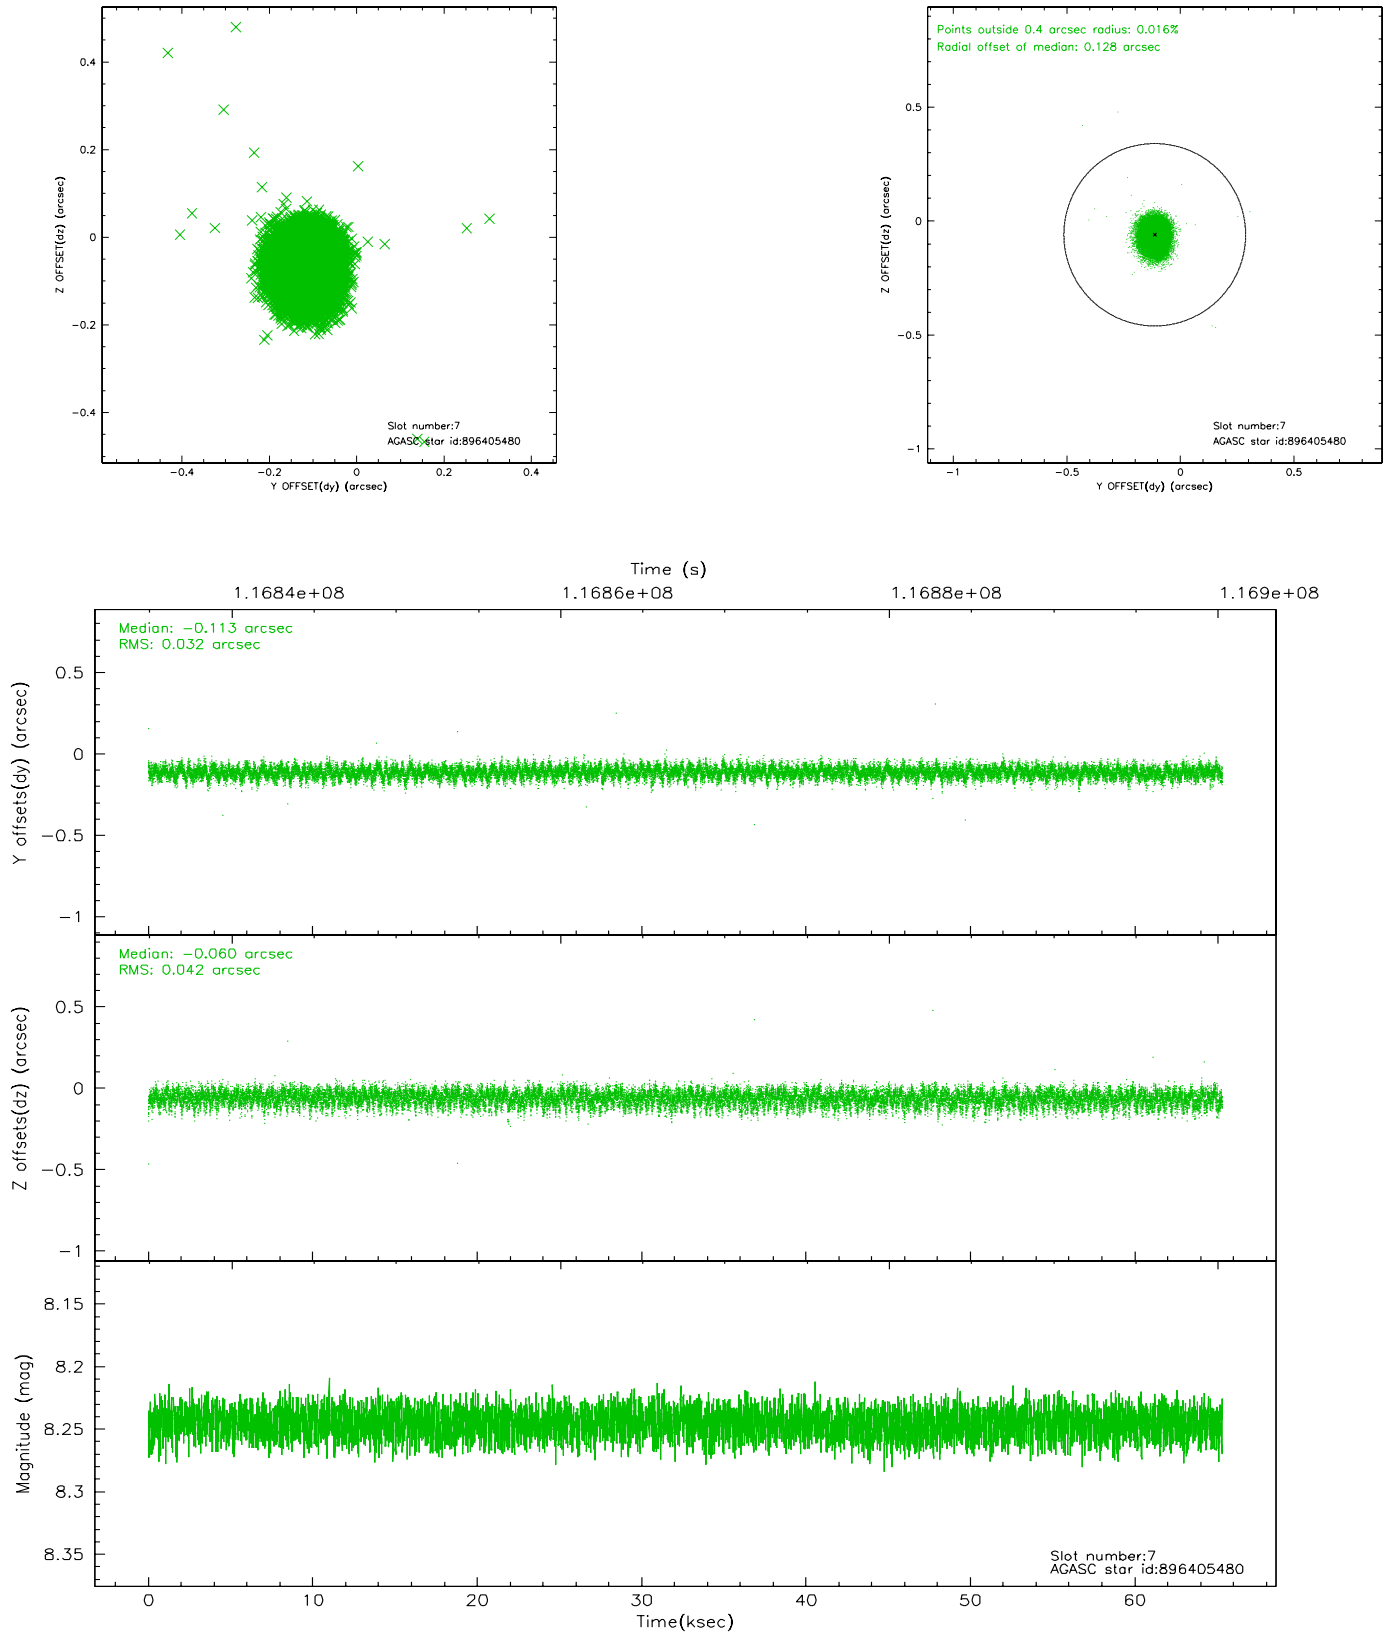 0.4
0.2
0
-0.2
-0.4
Z OFFSET(dz) (arcsec)
Slot number:7
AGASC star id:896405480
-0.4 -0.2 0 0.2 0.4
Y OFFSET(dy) (arcsec)
Points outside 0.4 arcsec radius: 0.016%
Radial offset of median: 0.128 arcsec
0.5
0
-0.5
-1
Z OFFSET(dz) (arcsec)
Slot number:7
AGASC star id:896405480
-1 -0.5 0 0.5
Y OFFSET(dy) (arcsec)
Time (s)
1.1684e+08 1.1686e+08 1.1688e+08 1.169e+08
Median: -0.113 arcsec
RMS: 0.032 arcsec
0.5
0
-0.5
-1
Y offsets(dy) (arcsec)
Median: -0.060 arcsec
RMS: 0.042 arcsec
0.5
0
-0.5
-1
Z offsets(dz) (arcsec)
8.15
8.2
8.25
8.3
8.35
Magnitude (mag)
Slot number:7
AGASC star id:896405480
0 10 20 30 40 50 60
Time(ksec)